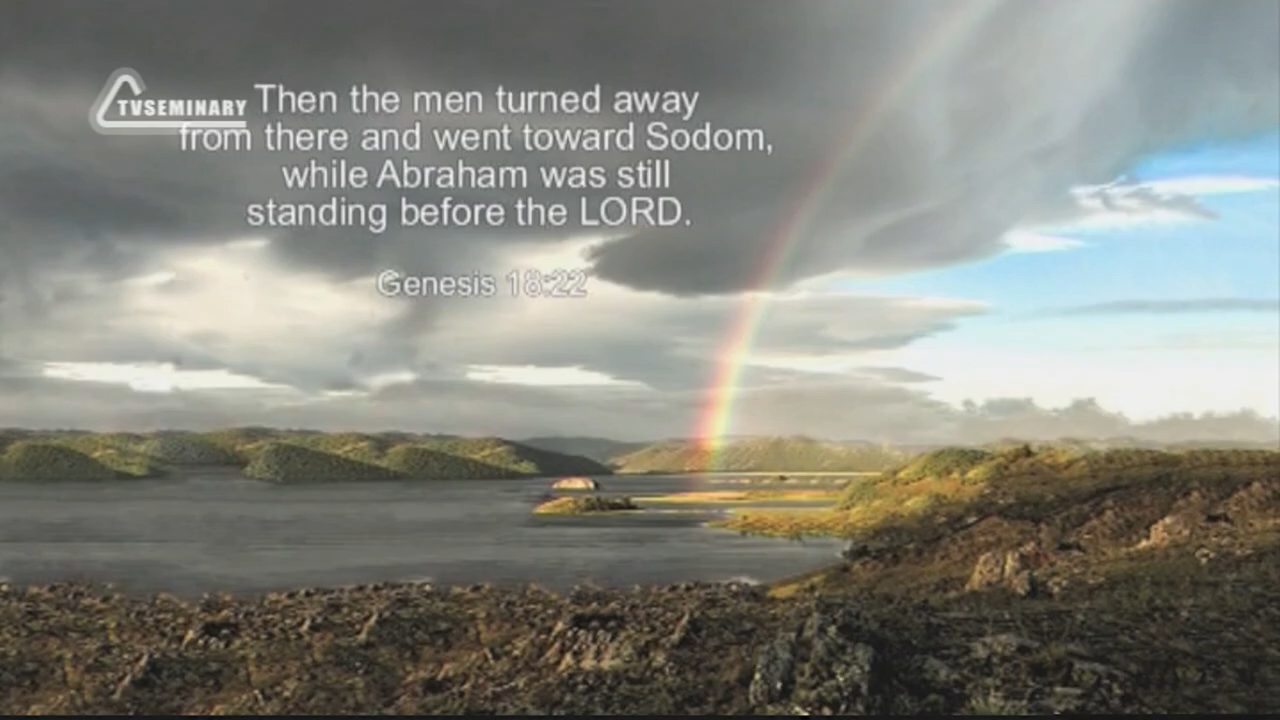 TVSEMINARY
Then the men turned away
from there and went toward Sodom,
while Abraham was still
standing before the LORD.
Genesis 18:22